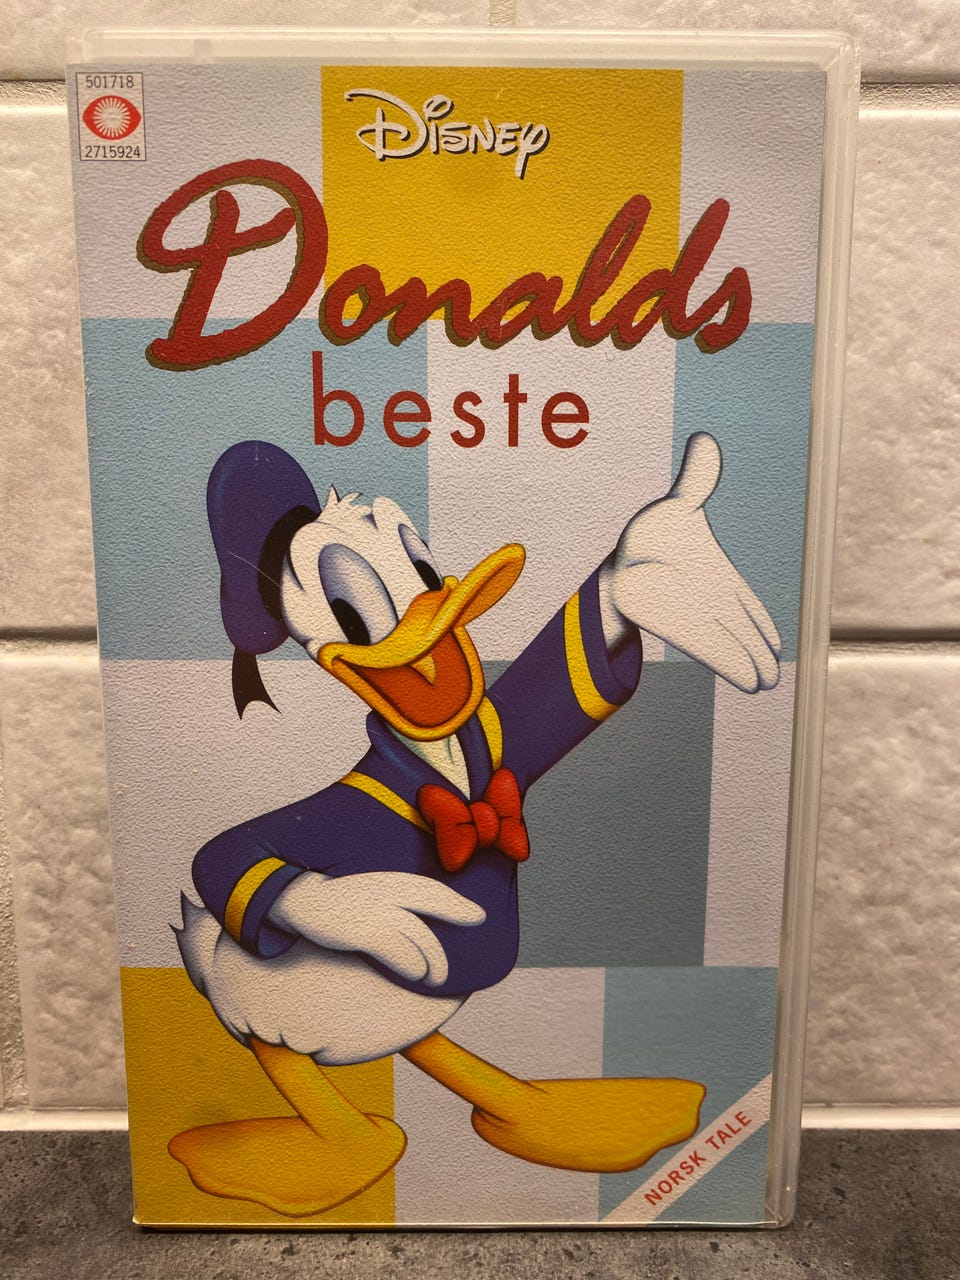 501718
2715924
Disney
Donalds
beste
NORSK TALE